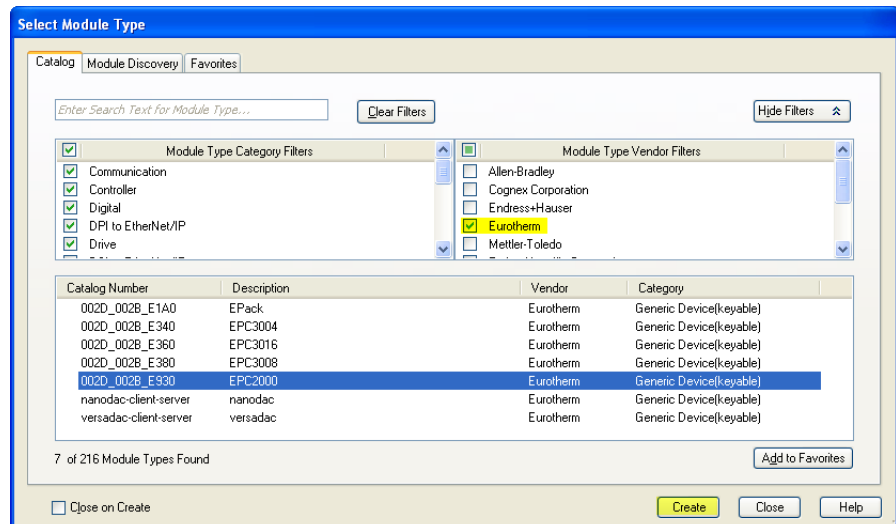 Select Module Type
Catalog Module Discovery Favorites
Enter Search Text for Module Type... Clear Filters Hide Filters
Module Type Category Filters Module Type Vendor Filters
Communication Allen-Bradley
Controller Cognex Corporation
Digital Endress+Hauser
DPI to EtherNet/IP Eurotherm
Drive Mettler-Toledo
Catalog Number Description Vendor Category
002D_002B_E1A0 EPack Eurotherm Generic Device(keyable)
002D_002B_E340 EPC3004 Eurotherm Generic Device(keyable)
002D_002B_E360 EPC3016 Eurotherm Generic Device(keyable)
002D_002B_E380 EPC3008 Eurotherm Generic Device(keyable)
002D_002B_E930 EPC2000 Eurotherm Generic Device(keyable)
nanodac-client-server nanodac Eurotherm Generic Device(keyable)
versadac-client-server versadac Eurotherm Generic Device(keyable)
7 of 216 Module Types Found Add to Favorites
Close on Create Create Close Help